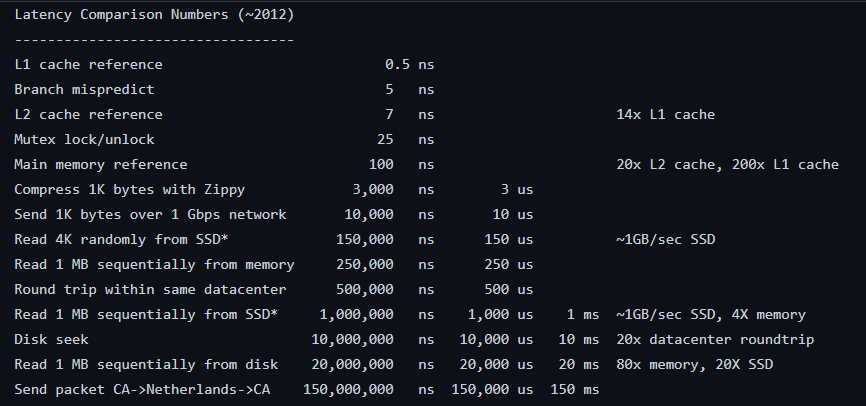 Latency Comparison Numbers (~2012)
----------------------------------
L1 cache reference                           0.5 ns
Branch mispredict                            5   ns
L2 cache reference                           7   ns                      14x L1 cache
Mutex lock/unlock                           25   ns
Main memory reference                      100   ns                      20x L2 cache, 200x L1 cache
Compress 1K bytes with Zippy             3,000   ns        3 us
Send 1K bytes over 1 Gbps network       10,000   ns       10 us
Read 4K randomly from SSD*             150,000   ns      150 us          ~1GB/sec SSD
Read 1 MB sequentially from memory     250,000   ns      250 us
Round trip within same datacenter      500,000   ns      500 us
Read 1 MB sequentially from SSD*     1,000,000   ns    1,000 us    1 ms  ~1GB/sec SSD, 4X memory
Disk seek                           10,000,000   ns   10,000 us   10 ms  20x datacenter roundtrip
Read 1 MB sequentially from disk    20,000,000   ns   20,000 us   20 ms  80x memory, 20X SSD
Send packet CA->Netherlands->CA    150,000,000   ns  150,000 us  150 ms